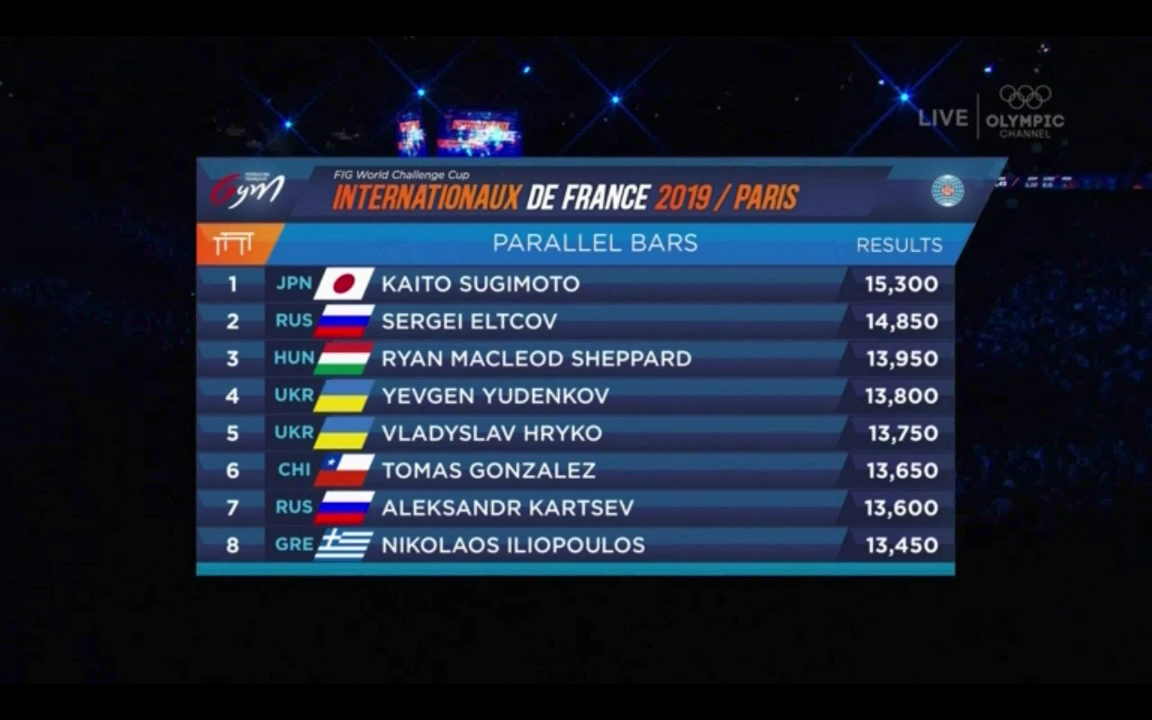 LIVE
OLYMPIC
CHANNEL
Gym
FIG World Challenge Cup
INTERNATIONAUX DE FRANCE 2019 / PARIS
PARALLEL BARS RESULTS
1 JPN KAITO SUGIMOTO 15,300
2 RUS SERGEI ELTCOV 14,850
3 HUN RYAN MACLEOD SHEPPARD 13,950
4 UKR YEVGEN YUDENKOV 13,800
5 UKR VLADYSLAV HRYKO 13,750
6 CHI TOMAS GONZALEZ 13,650
7 RUS ALEKSANDR KARTSEV 13,600
8 GRE NIKOLAOS ILIOPOULOS 13,450